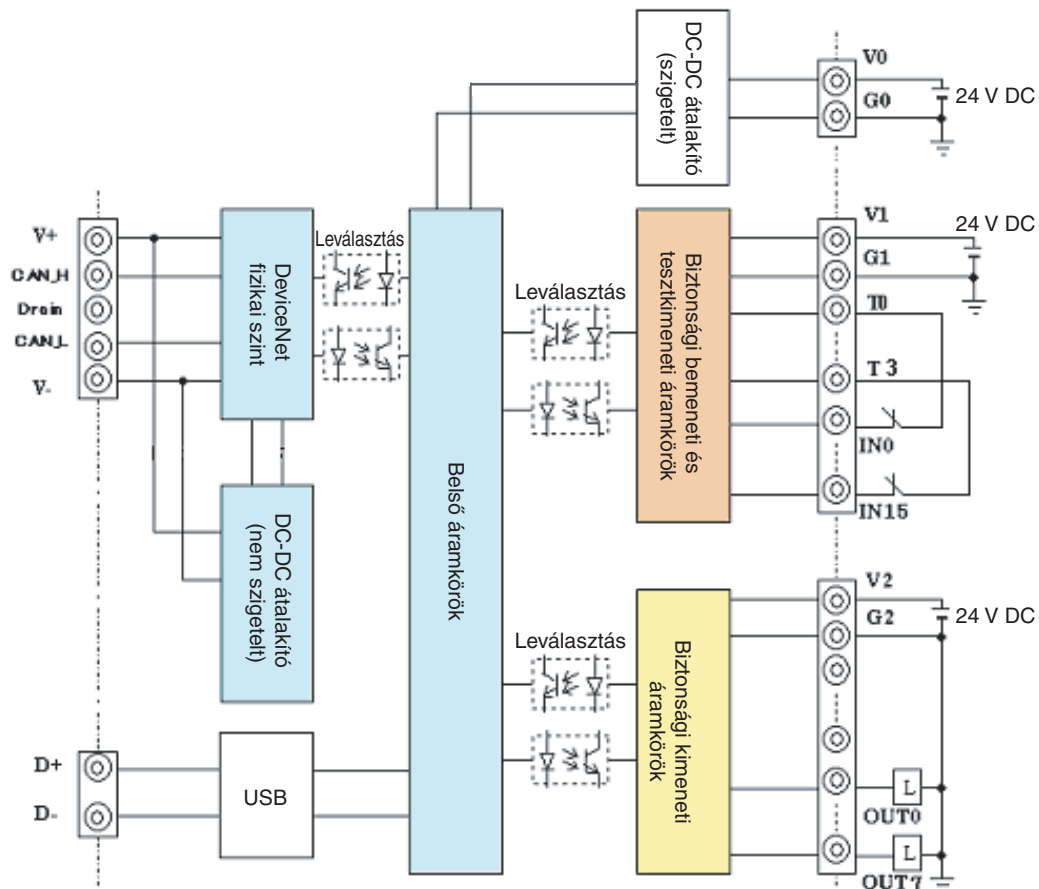 DC-DC átalakító
(szigetelt)
V0
G0
24 V DC
V+
CAN_H
Drain
CAN_L
V-
DeviceNet
fizikai szint
Leválasztás
DC-DC átalakító
(nem szigetelt)
Belső áramkörök
Leválasztás
Biztonsági bemeneti és
tesztkimeneti áramkörök
V1
24 V DC
G1
T0
T 3
IN0
IN15
Leválasztás
Biztonsági kimeneti
áramkörök
V2
G2
24 V DC
L
OUT0
L
OUT7
D+
D-
USB